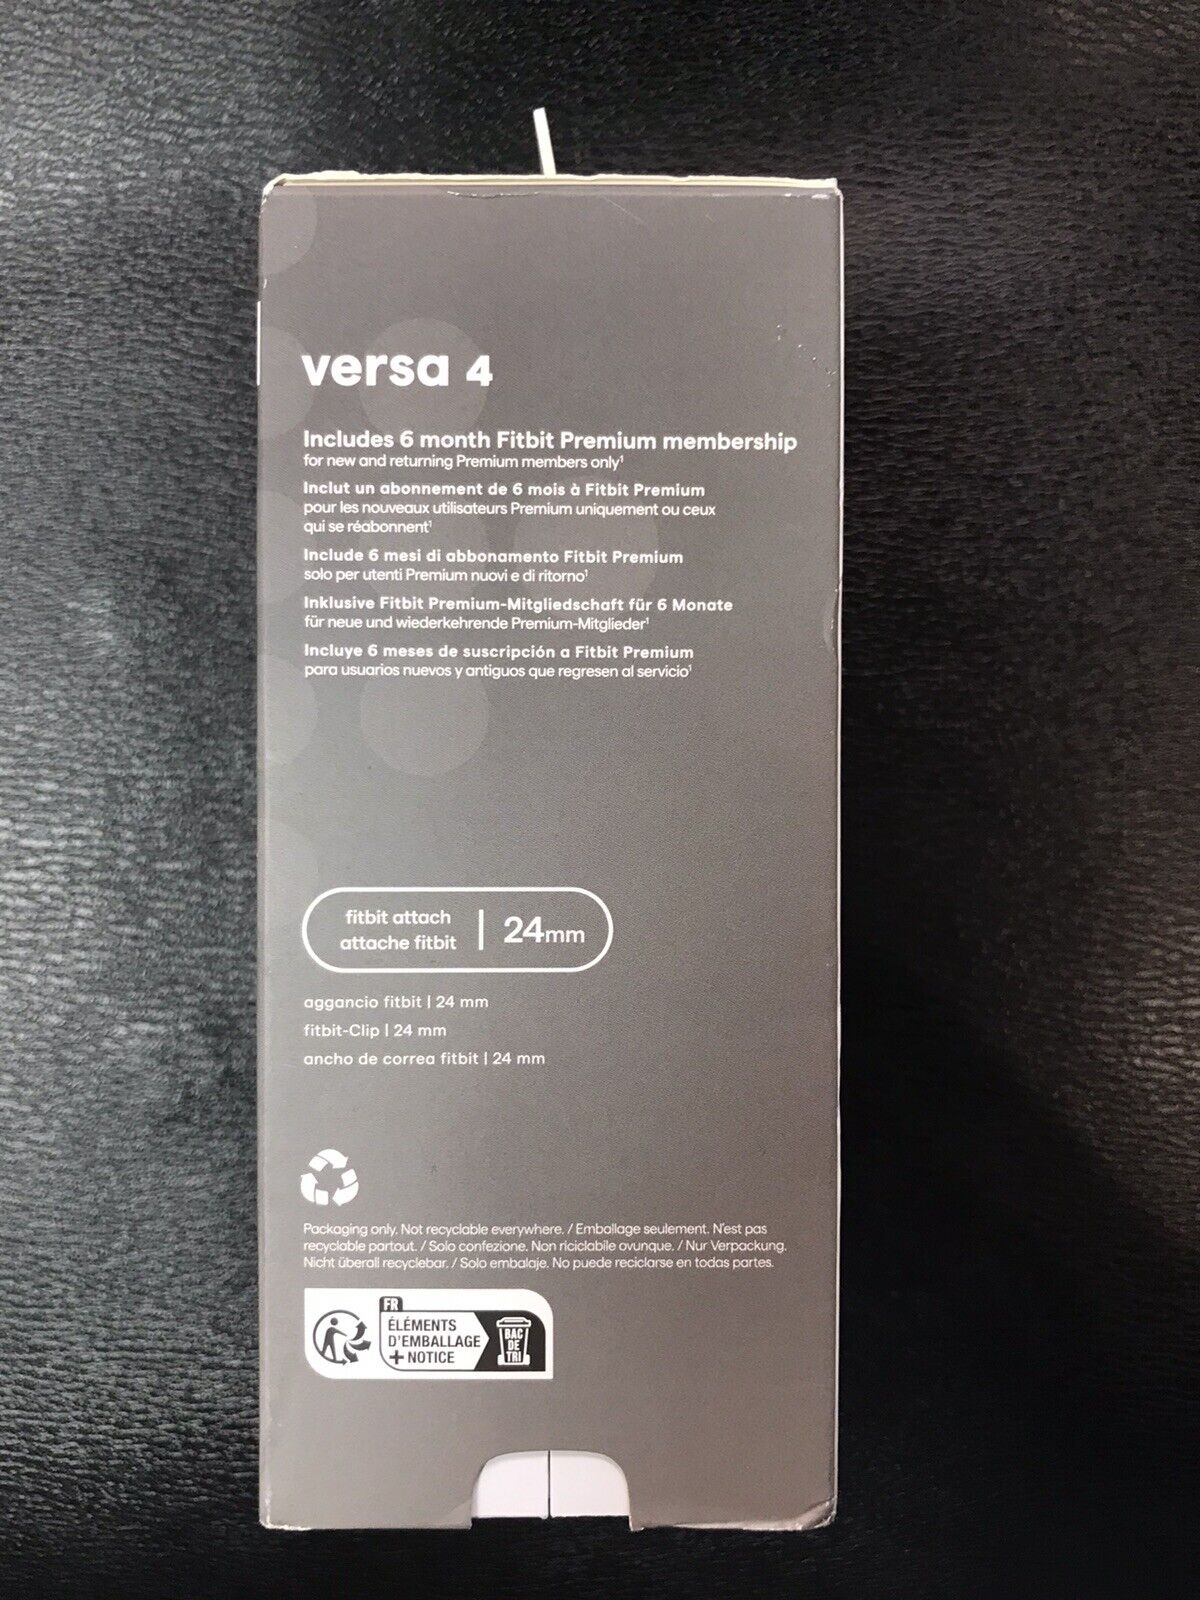 versa 4
Includes 6 month Fitbit Premium membership
for new and returning Premium members only¹
Inclut un abonnement de 6 mois à Fitbit Premium
pour les nouveaux utilisateurs Premium uniquement ou ceux
qui se réabonnent¹
Include 6 mesi di abbonamento Fitbit Premium
solo per utenti Premium nuovi e di ritorno¹
Inklusive Fitbit Premium-Mitgliedschaft für 6 Monate
für neue und wiederkehrende Premium-Mitglieder¹
Incluye 6 meses de suscripción a Fitbit Premium
para usuarios nuevos y antiguos que regresen al servicio¹
fitbit attach
attache fitbit | 24mm
aggancio fitbit | 24 mm
fitbit-Clip | 24 mm
ancho de correa fitbit | 24 mm
Packaging only. Not recyclable everywhere. / Emballage seulement. N'est pas
recyclable partout. / Solo confezione. Non riciclabile ovunque. / Nur Verpackung.
Nicht überall recyclebar. / Solo embalaje. No puede reciclarse en todas partes.
FR
ÉLÉMENTS
D'EMBALLAGE
+ NOTICE
BAC
DE
TRI